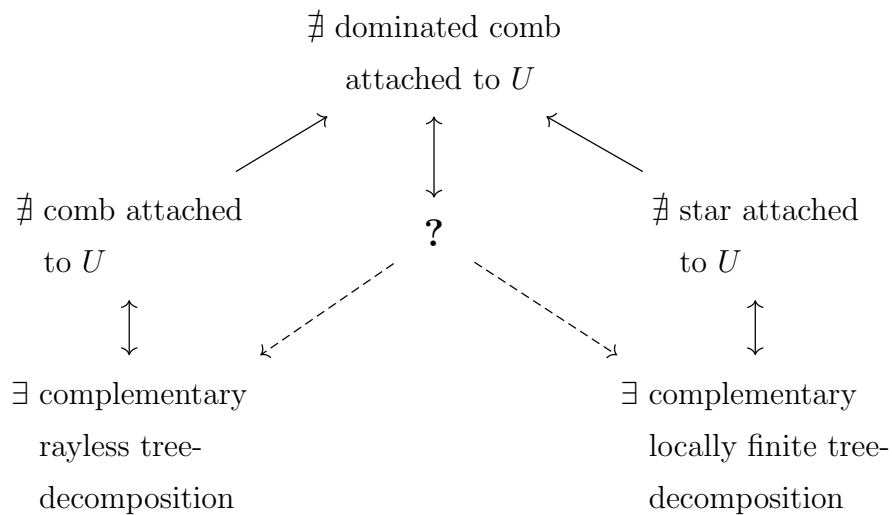 ∄ dominated comb
attached to U
∄ comb attached
to U
?
∄ star attached
to U
∃ complementary
rayless tree-
decomposition
∃ complementary
locally finite tree-
decomposition